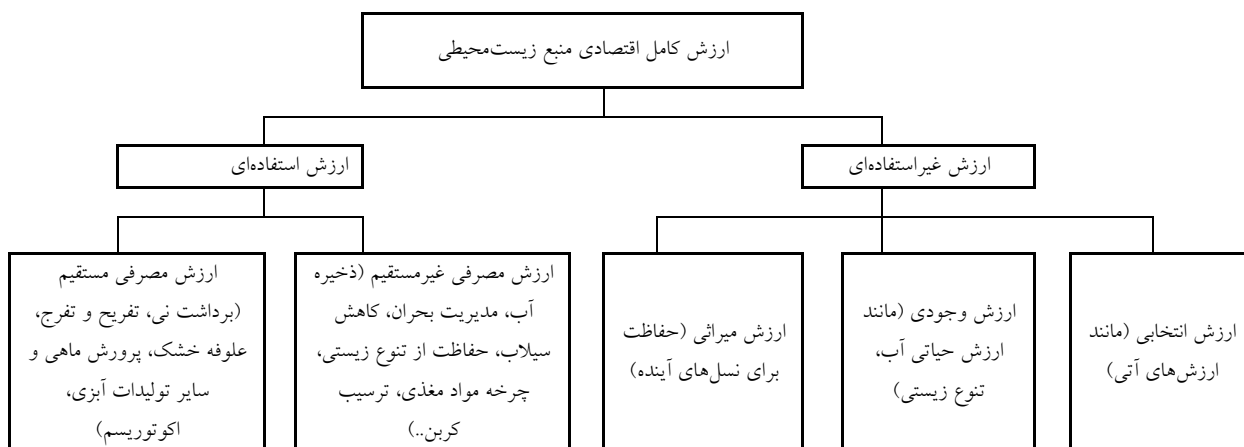 ارزش کامل اقتصادی منبع زیست‌محیطی
ارزش غیراستفاده‌ای
ارزش استفاده‌ای
ارزش انتخابی (مانند
ارزش‌های آتی)
ارزش وجودی (مانند
ارزش حیاتی آب،
تنوع زیستی)
ارزش میراثی (حفاظت
برای نسل‌های آینده)
ارزش مصرفی غیرمستقیم (ذخیره
آب، مدیریت بحران، کاهش
سیلاب، حفاظت از تنوع زیستی،
چرخه مواد مغذی، ترسیب
کربن..)
ارزش مصرفی مستقیم
(برداشت نی، تفریح و تفرج،
علوفه خشک، پرورش ماهی و
سایر تولیدات آبزی،
اکوتوریسم)